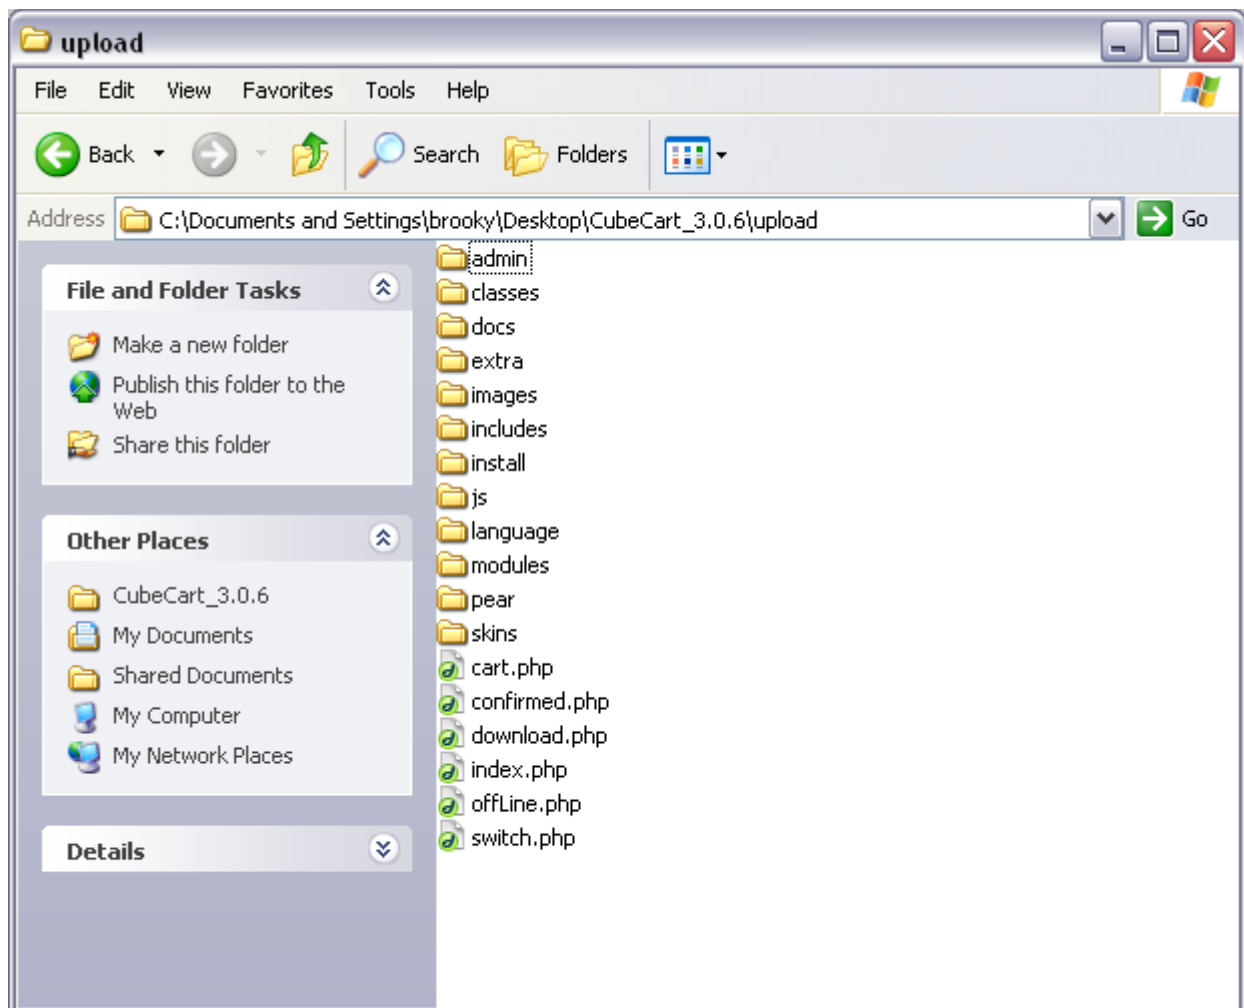 upload
File Edit View Favorites Tools Help
Back Search Folders
Address C:\Documents and Settings\brooky\Desktop\CubeCart_3.0.6\upload Go
File and Folder Tasks
Make a new folder
Publish this folder to the
Web
Share this folder
Other Places
CubeCart_3.0.6
My Documents
Shared Documents
My Computer
My Network Places
Details
admin
classes
docs
extra
images
includes
install
js
language
modules
pear
skins
cart.php
confirmed.php
download.php
index.php
offLine.php
switch.php